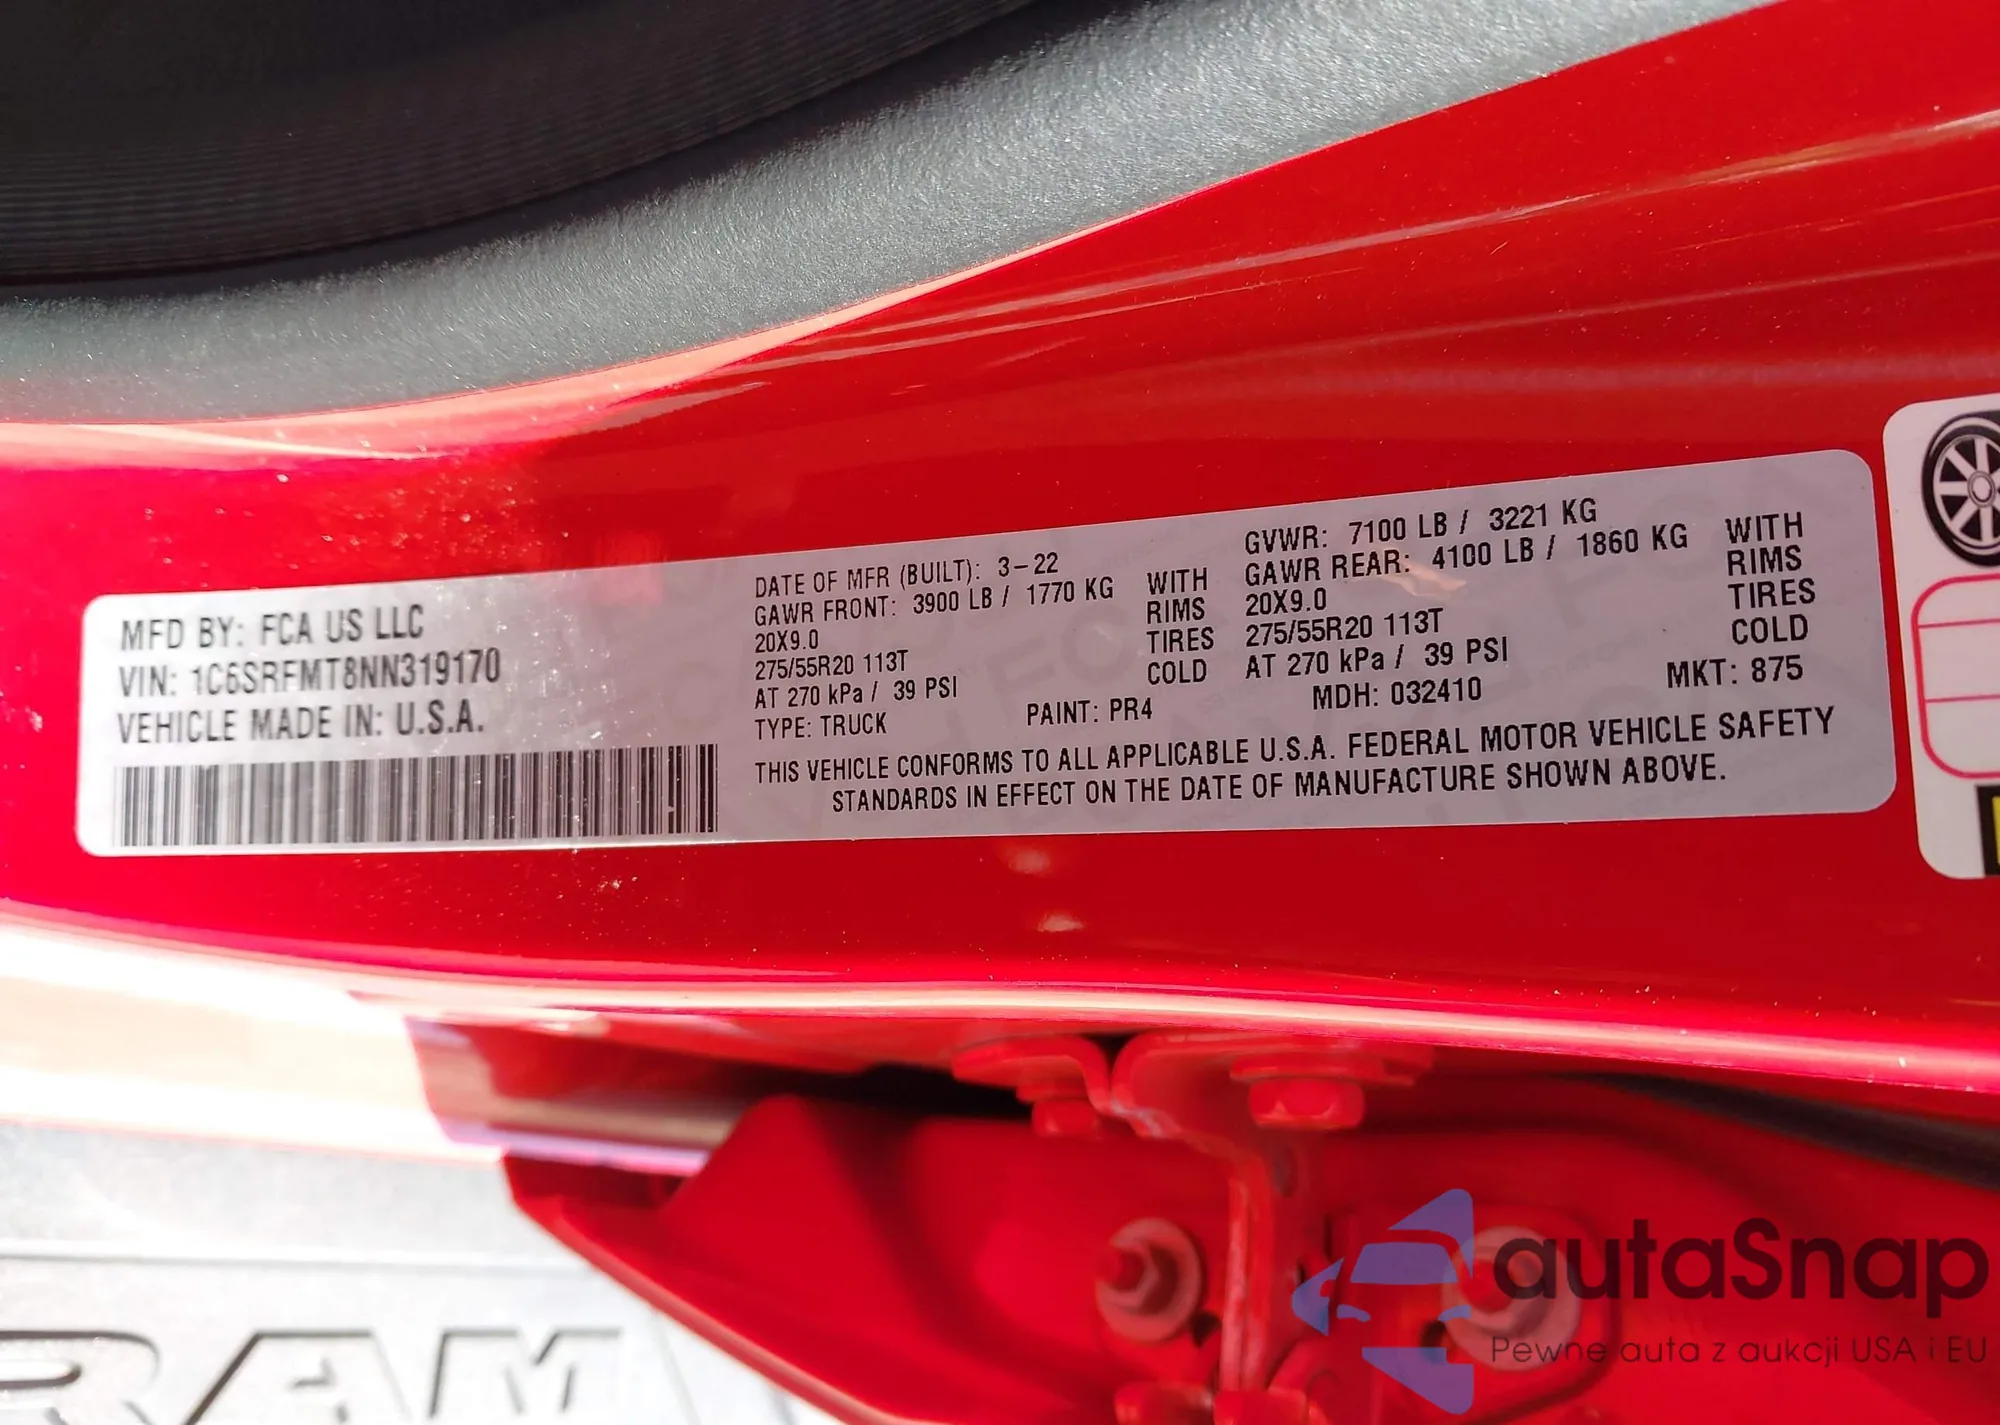 MFD BY: FCA US LLC
VIN: 1C6SRFMT8NN319170
VEHICLE MADE IN: U.S.A.
DATE OF MFR (BUILT): 3-22
GAWR FRONT: 3900 LB / 1770 KG WITH
20X9.0 RIMS
275/55R20 113T TIRES
AT 270 kPa / 39 PSI COLD
TYPE: TRUCK PAINT: PR4
GVWR: 7100 LB / 3221 KG
GAWR REAR: 4100 LB / 1860 KG WITH
20X9.0 RIMS
275/55R20 113T TIRES
AT 270 kPa / 39 PSI COLD
MDH: 032410 MKT: 875
THIS VEHICLE CONFORMS TO ALL APPLICABLE U.S.A. FEDERAL MOTOR VEHICLE SAFETY
STANDARDS IN EFFECT ON THE DATE OF MANUFACTURE SHOWN ABOVE.
RAM
autaSnap
Pewne auta z aukcji USA i EU